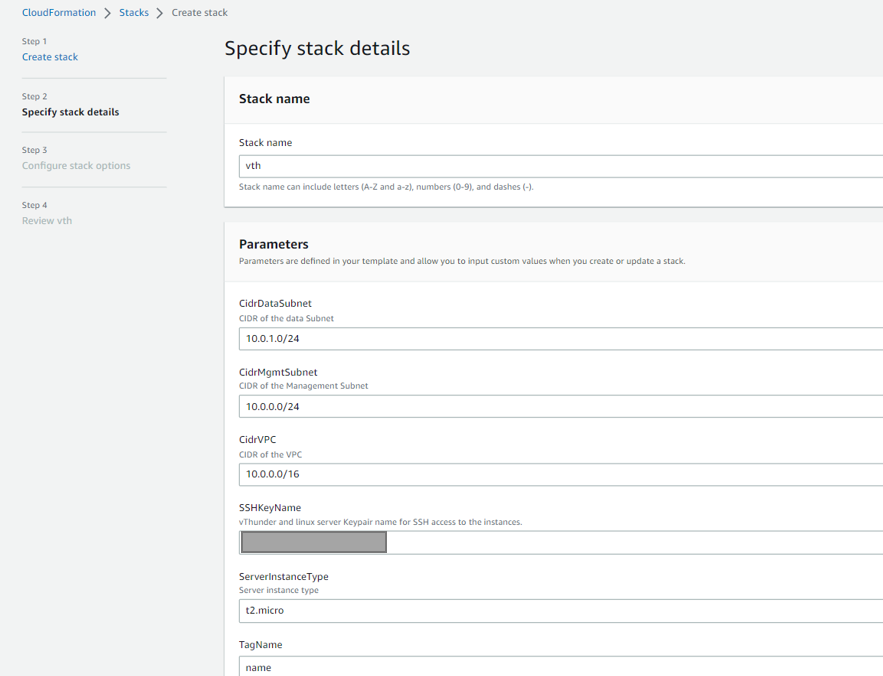 CloudFormation > Stacks > Create stack
Step 1
Create stack
Step 2
Specify stack details
Step 3
Configure stack options
Step 4
Review vth
Specify stack details
Stack name
Stack name
vth
Stack name can include letters (A-Z and a-z), numbers (0-9), and dashes (-).
Parameters
Parameters are defined in your template and allow you to input custom values when you create or update a stack.
CidrDataSubnet
CIDR of the data Subnet
10.0.1.0/24
CidrMgmtSubnet
CIDR of the Management Subnet
10.0.0.0/24
CidrVPC
CIDR of the VPC
10.0.0.0/16
SSHKeyName
vThunder and linux server Keypair name for SSH access to the instances.
ServerInstanceType
Server instance type
t2.micro
TagName
name